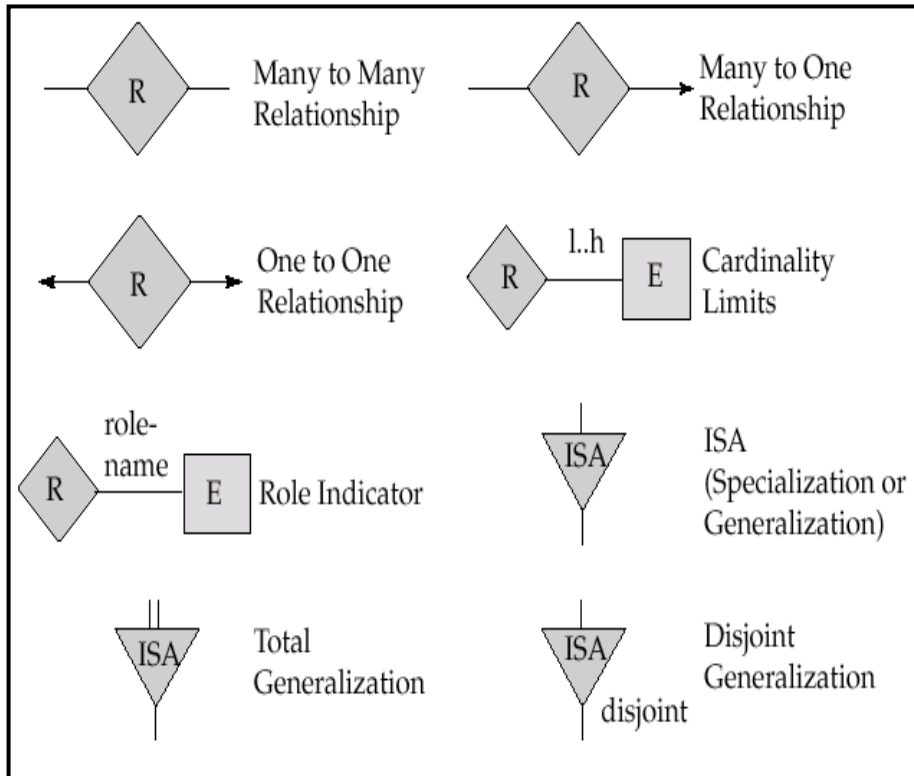 R
Many to Many
Relationship
R
Many to One
Relationship
R
One to One
Relationship
R
l..h
E
Cardinality
Limits
R
role-
name
E
Role Indicator
ISA
ISA
(Specialization or
Generalization)
ISA
Total
Generalization
ISA
disjoint
Disjoint
Generalization